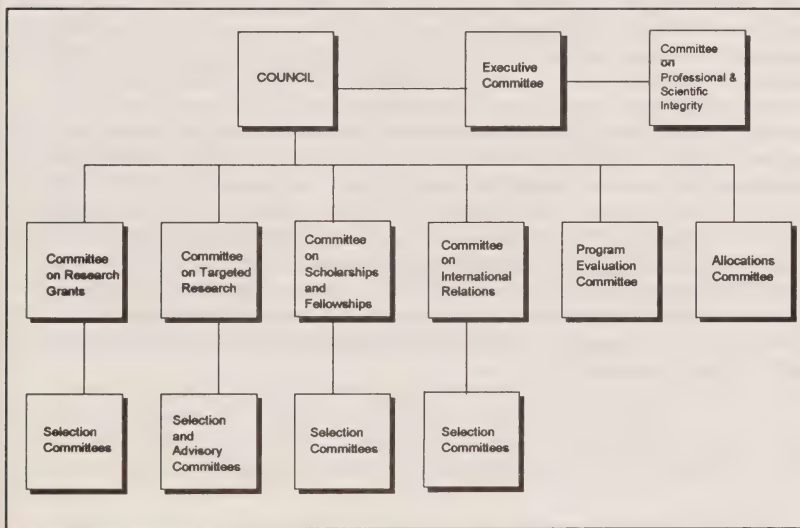 COUNCIL
Executive
Committee
Committee
on
Professional &
Scientific
Integrity
Committee
on Research
Grants
Committee
on Targeted
Research
Committee
on
Scholarships
and
Fellowships
Committee
on
International
Relations
Program
Evaluation
Committee
Allocations
Committee
Selection
Committees
Selection
and
Advisory
Committees
Selection
Committees
Selection
Committees